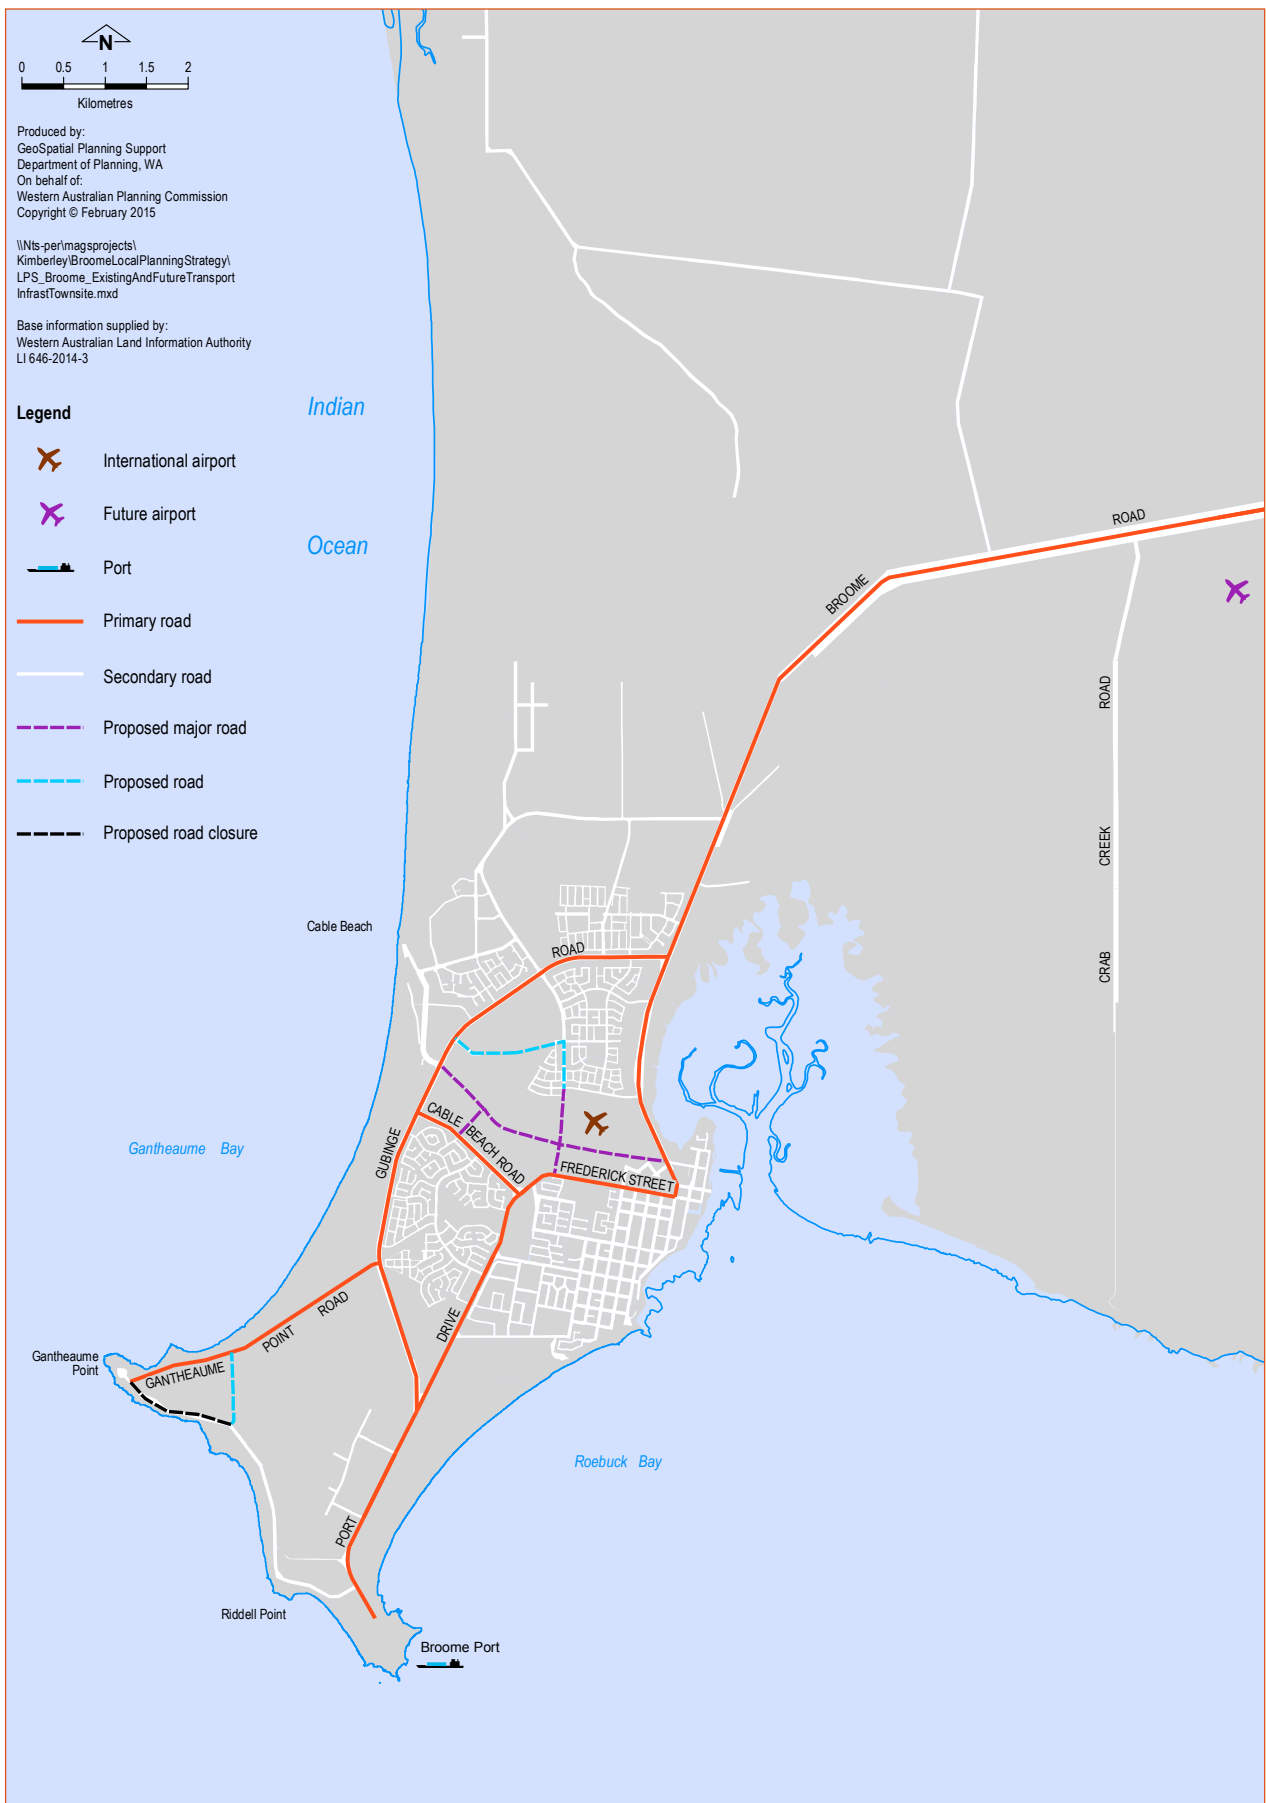 N
0 0.5 1 1.5 2
Kilometres
Produced by:
GeoSpatial Planning Support
Department of Planning, WA
On behalf of:
Western Australian Planning Commission
Copyright © February 2015
\\Nts-per\magsprojects\
Kimberley\BroomeLocalPlanningStrategy\
LPS_Broome_ExistingAndFutureTransport
InfrastTownsite.mxd
Base information supplied by:
Western Australian Land Information Authority
LI 646-2014-3
Legend
International airport
Future airport
Port
Primary road
Secondary road
Proposed major road
Proposed road
Proposed road closure
Indian
Ocean
BROOME
ROAD
CRAB
CREEK
ROAD
Cable Beach
ROAD
GUBINGE
CABLE
BEACH ROAD
FREDERICK STREET
Gantheaume Bay
GANTHEAUME
POINT
ROAD
Gantheaume
Point
PORT
DRIVE
Roebuck Bay
Riddell Point
Broome Port